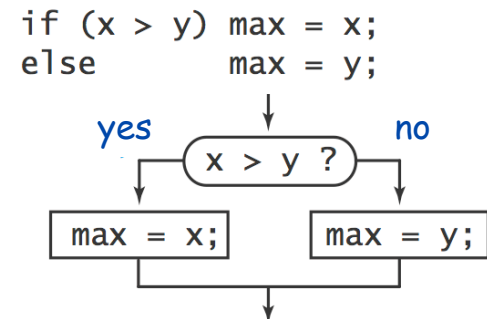 if (x > y) max = x;
else       max = y;
yes
no
x > y ?
max = x;
max = y;